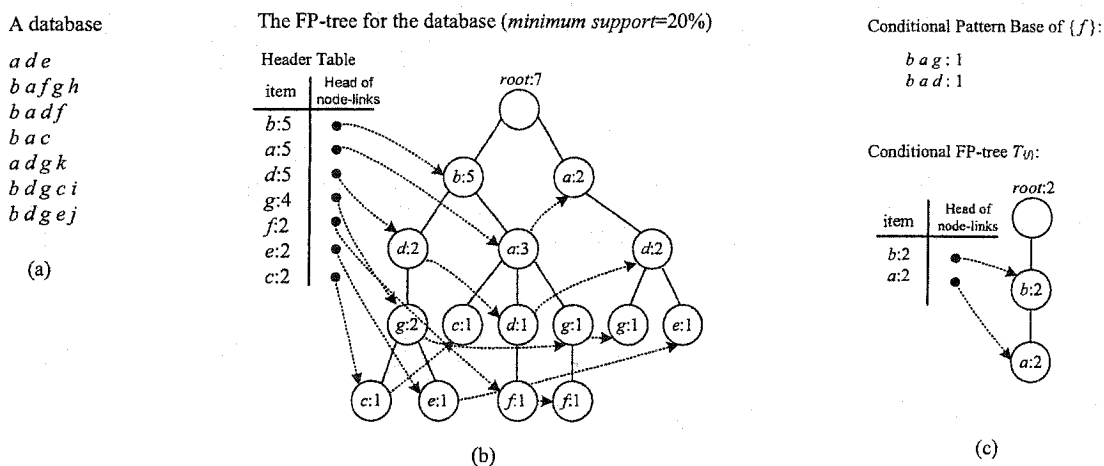 A database
a d e
b a f g h
b a d f
b a c
a d g k
b d g c i
b d g e j
(a)
The FP-tree for the database (minimum support=20%)
Header Table
item
Head of
node-links
b:5
a:5
d:5
g:4
f:2
e:2
c:2
root:7
b:5
a:2
d:2
a:3
d:2
g:2
c:1
d:1
g:1
g:1
e:1
c:1
e:1
f:1
f:1
(b)
Conditional Pattern Base of {f}:
b a g : 1
b a d : 1
Conditional FP-tree T{f}:
item
Head of
node-links
b:2
a:2
root:2
b:2
a:2
(c)